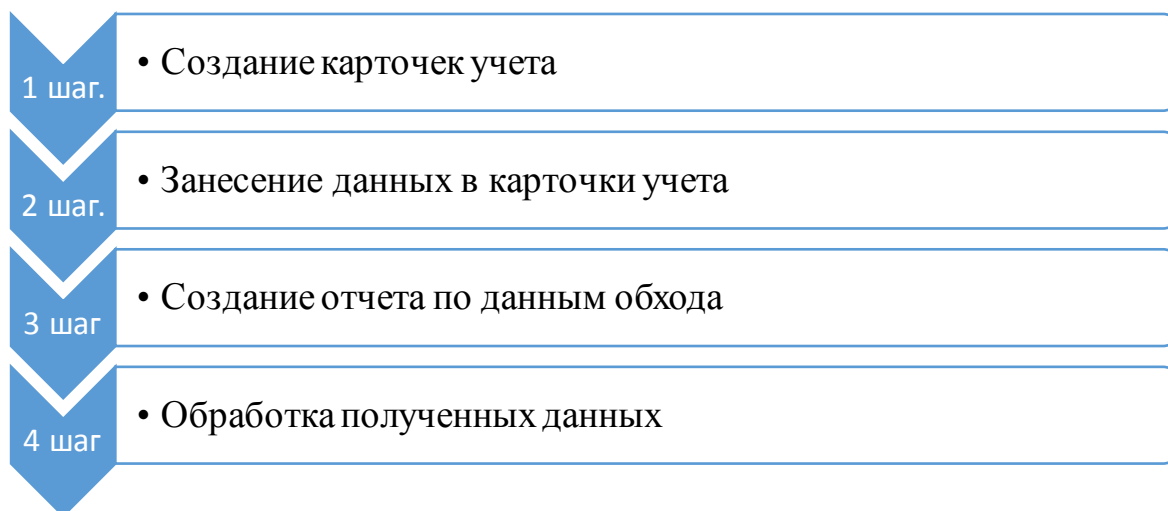 1 шаг.
• Создание карточек учета
2 шаг.
• Занесение данных в карточки учета
3 шаг
• Создание отчета по данным обхода
4 шаг
• Обработка полученных данных